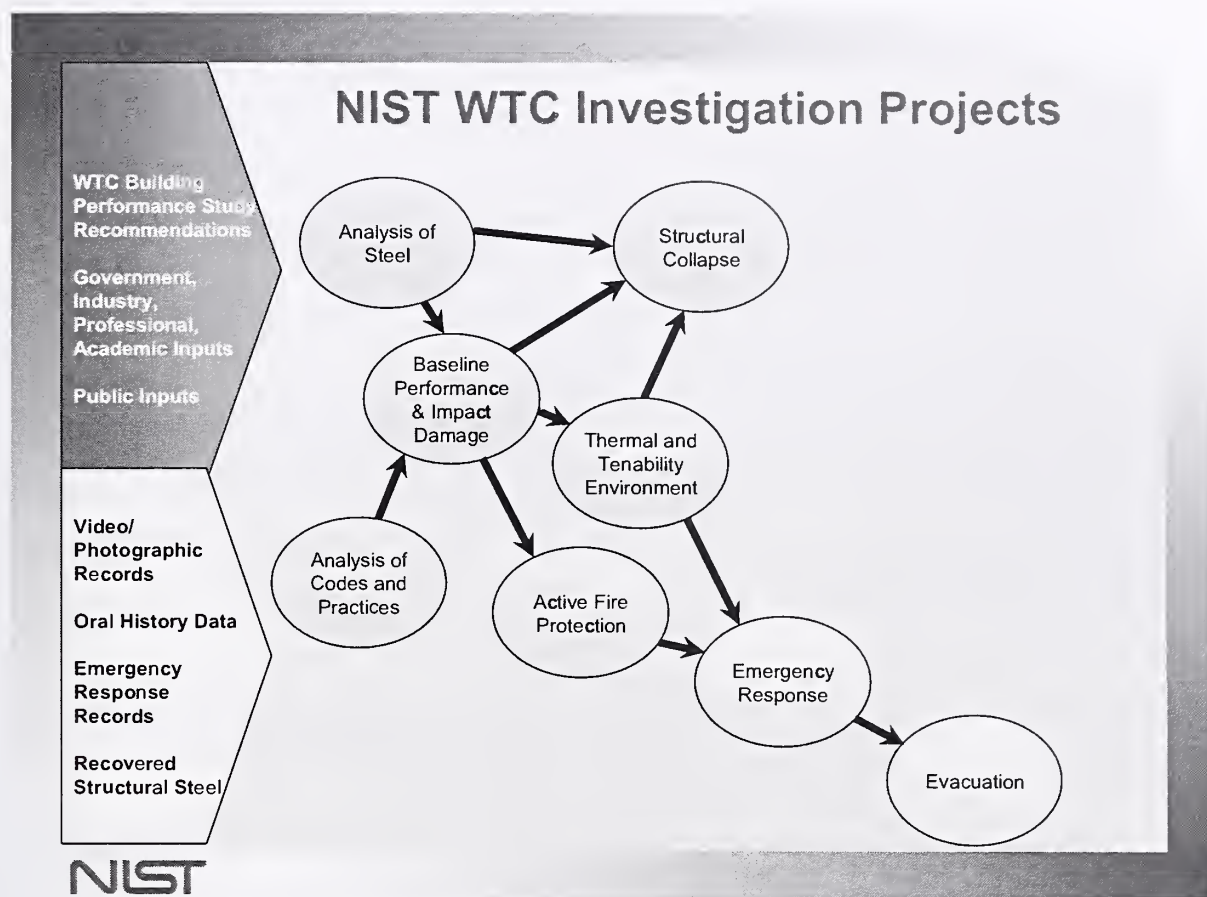 NIST WTC Investigation Projects
WTC Building
Performance Study
Recommendations
Government,
Industry,
Professional,
Academic Inputs
Public Inputs
Video/
Photographic
Records
Oral History Data
Emergency
Response
Records
Recovered
Structural Steel
Analysis of
Steel
Structural
Collapse
Baseline
Performance
& Impact
Damage
Thermal and
Tenability
Environment
Analysis of
Codes and
Practices
Active Fire
Protection
Emergency
Response
Evacuation
NIST